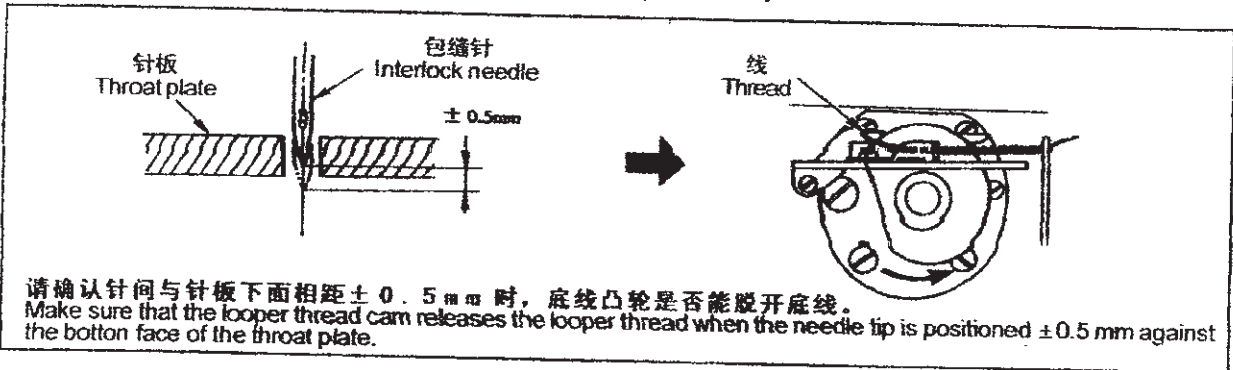 针板
Throat plate
包缝针
Interlock needle
± 0.5mm
线
Thread
请确认针间与针板下面相距± 0 . 5 m m 时，底线凸轮是否能脱开底线。
Make sure that the looper thread cam releases the looper thread when the needle tip is positioned ±0.5 mm against
the botton face of the throat plate.